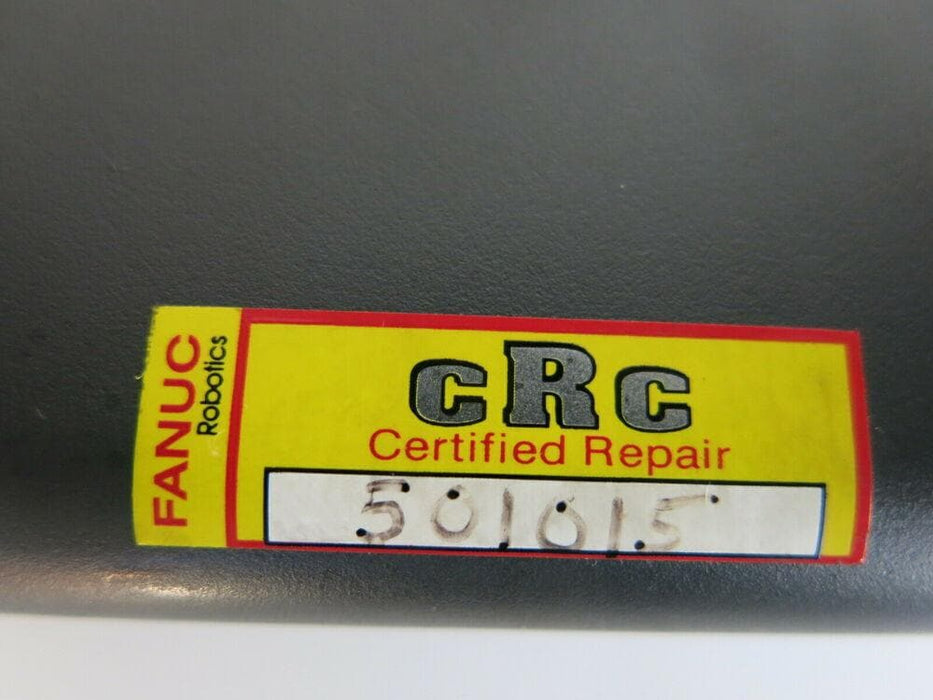 FANUC
Robotics
cRc
Certified Repair
501015